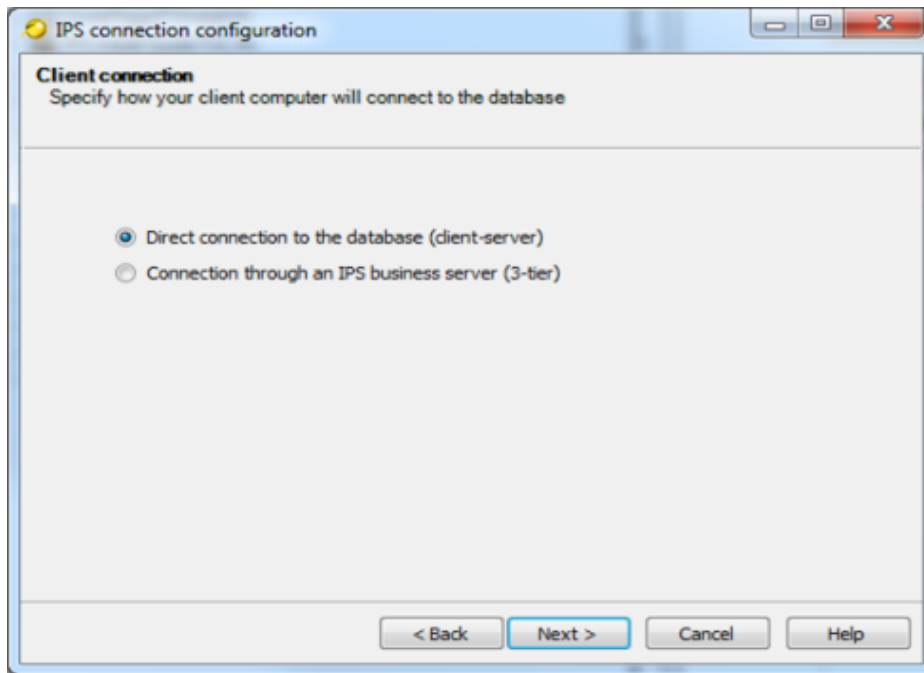 IPS connection configuration
Client connection
Specify how your client computer will connect to the database
Direct connection to the database (client-server)
Connection through an IPS business server (3-tier)
< Back Next > Cancel Help